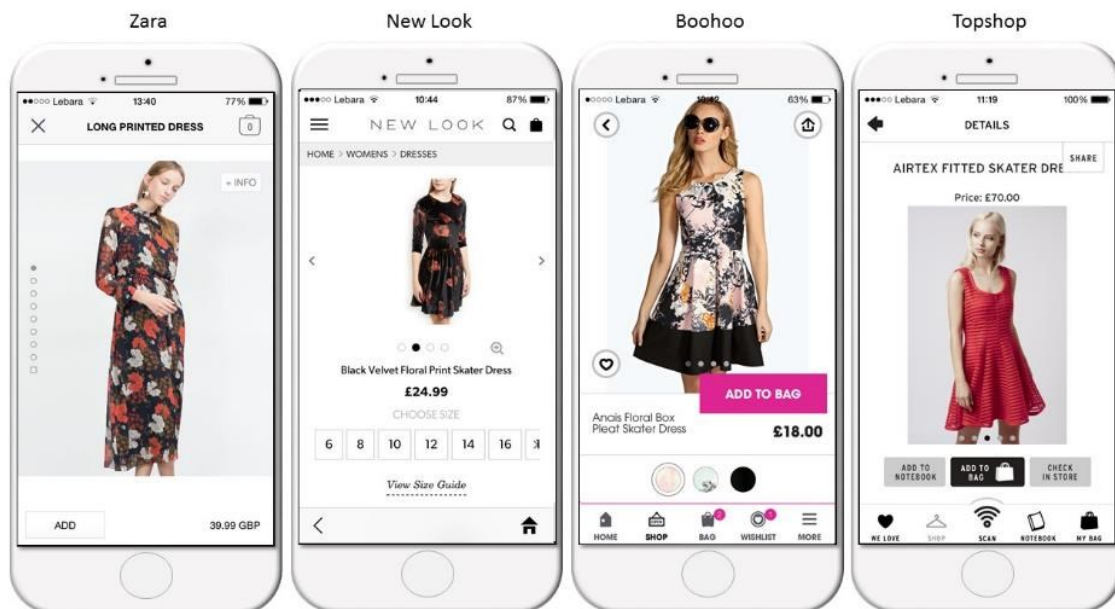 Zara
●●○○○ Lebara 13:40 77%
LONG PRINTED DRESS 0
+ INFO
ADD 39.99 GBP
New Look
●●●○○ Lebara 10:44 87%
NEW LOOK
HOME > WOMENS > DRESSES
Black Velvet Floral Print Skater Dress
£24.99
CHOOSE SIZE
6 8 10 12 14 16
View Size Guide
Boohoo
●○○○○ Lebara 10:42 63%
ADD TO BAG
Anais Floral Box
Pleat Skater Dress
£18.00
HOME SHOP BAG WISHLIST MORE
Topshop
●●●○○ Lebara 11:19 100%
DETAILS
SHARE
AIRTEX FITTED SKATER DRE
Price: £70.00
ADD TO
NOTEBOOK
ADD TO
BAG
CHECK
IN STORE
WE LOVE SHOP SCAN NOTEBOOK MY BAG